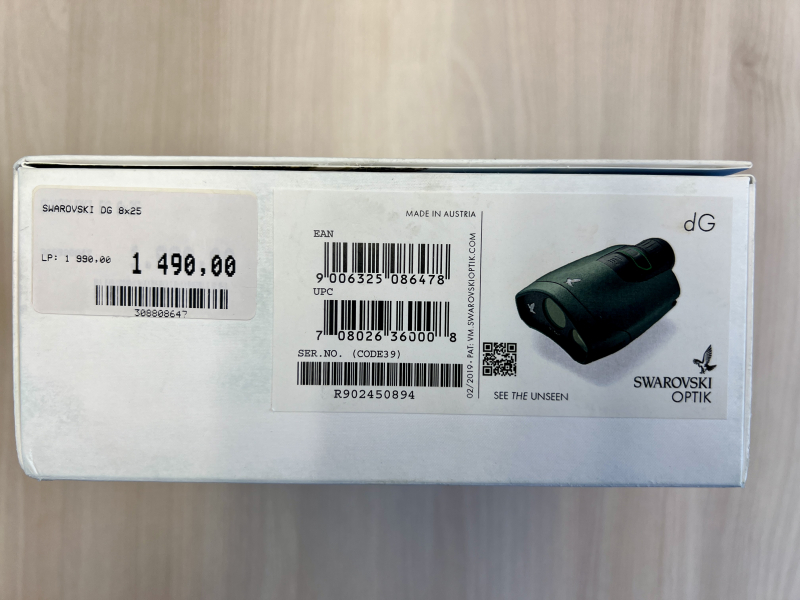 SWAROVSKI DG 8x25
LP: 1 990,00 1 490,00
308808647
MADE IN AUSTRIA
EAN
9 006325 086478
UPC
7 08026 36000 8
SER.NO. (CODE39)
R902450894
02/2019 · PAT: VM.SWAROVSKIOPTIK.COM
dG
SEE THE UNSEEN
SWAROVSKI
OPTIK